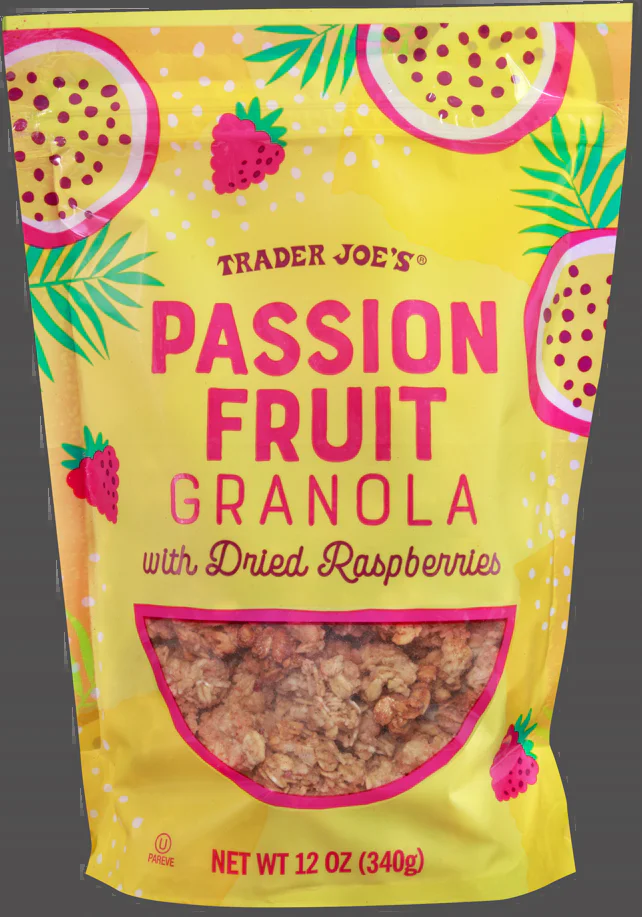 TRADER JOE'S®
PASSION
FRUIT
GRANOLA
with Dried Raspberries
U
PAREVE
NET WT 12 OZ (340g)